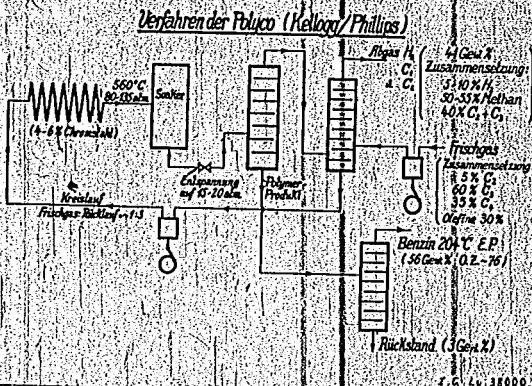 Verfahren der Polyco (Kellogg/Phillips)
Abgas H₂
C₁
& C₂
41 Gew.%
Zusammensetzung:
5-10% H₂
50-55% Methan
40% C₂ + C₃
560°C
80-135 atm.
Soaker
(4-6% Chromstahl)
Entspannung
auf 15-20 atm.
Polymer-
Produkt
Frischgas
Zusammensetzung
± 5% C₂
60% C₃
35% C₄
Olefine 30%
Kreislauf
Frischgas: Rücklauf = 1:3
Benzin 204°C E.P.
(56 Gew.%; O.Z.~76)
Rückstand (3 Gew.%)